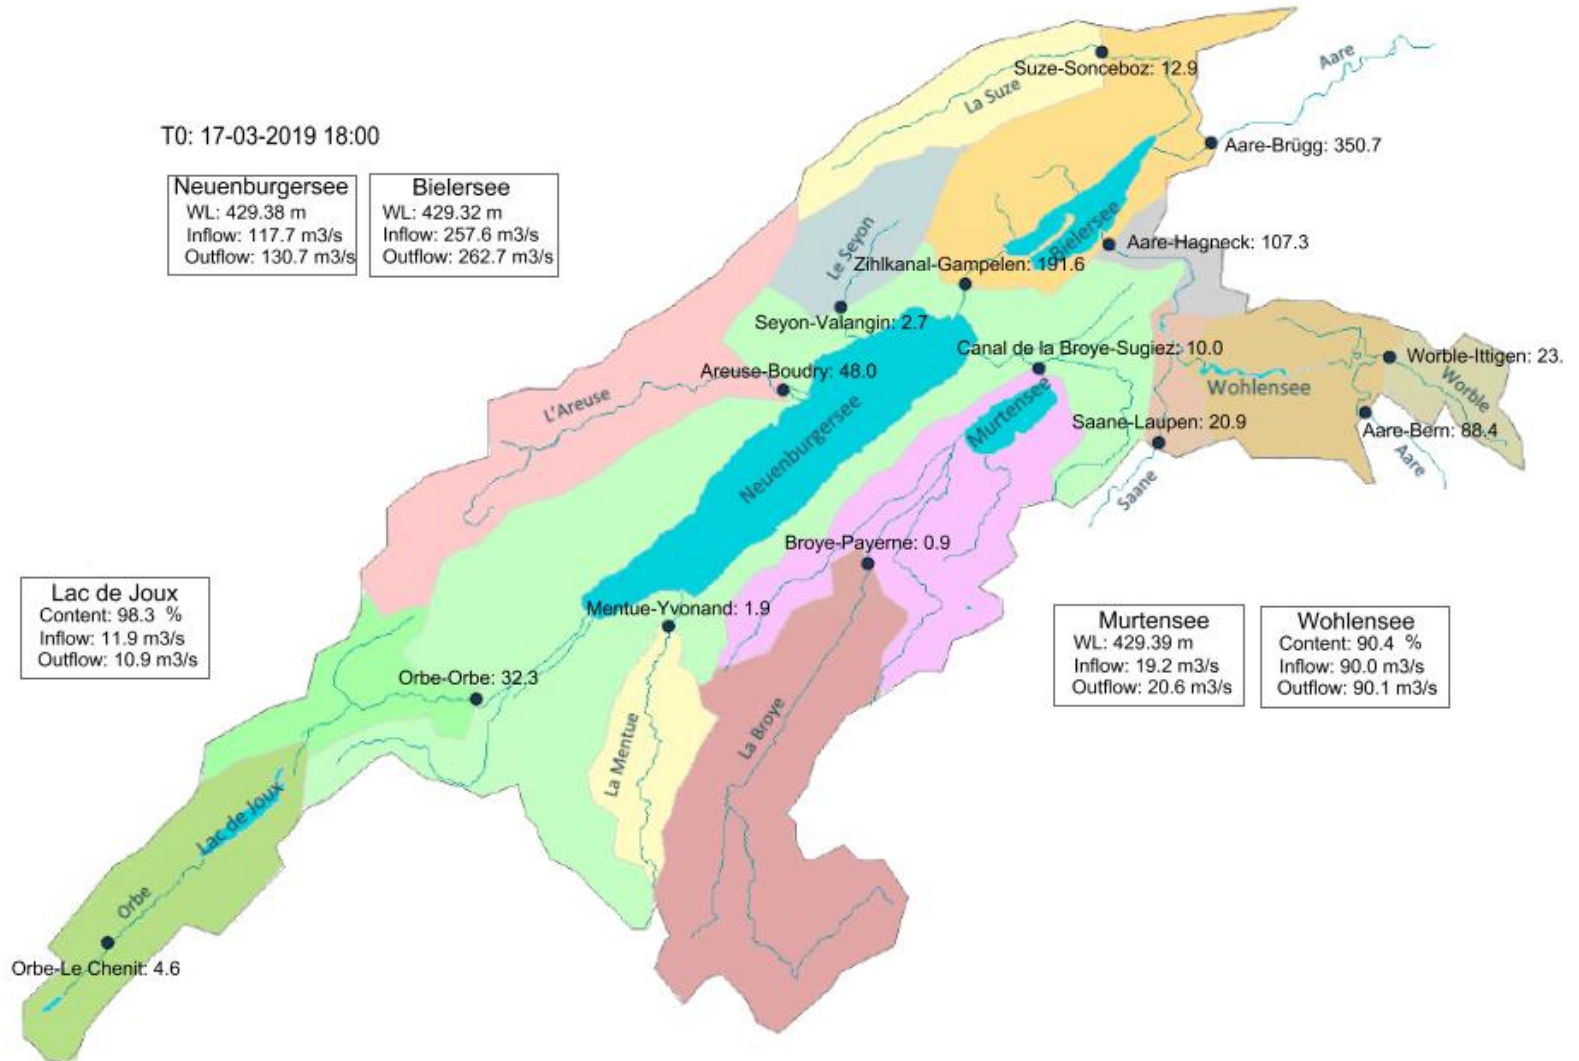 Suze-Sonceboz: 12.9
La Suze
Aare
T0: 17-03-2019 18:00
Aare-Brügg: 350.7
Neuenburgersee
WL: 429.38 m
Inflow: 117.7 m3/s
Outflow: 130.7 m3/s
Bielersee
WL: 429.32 m
Inflow: 257.6 m3/s
Outflow: 262.7 m3/s
Le Seyon
Bielersee
Aare-Hagneck: 107.3
Zihlkanal-Gampelen: 191.6
Seyon-Valangin: 2.7
Canal de la Broye-Sugiez: 10.0
Worble-Ittigen: 23.
Areuse-Boudry: 48.0
L'Areuse
Wohlensee
Worble
Murtensee
Saane-Laupen: 20.9
Aare-Bern: 88.4
Aare
Neuenburgersee
Saane
Broye-Payerne: 0.9
Lac de Joux
Content: 98.3 %
Inflow: 11.9 m3/s
Outflow: 10.9 m3/s
Mentue-Yvonand: 1.9
Murtensee
WL: 429.39 m
Inflow: 19.2 m3/s
Outflow: 20.6 m3/s
Wohlensee
Content: 90.4 %
Inflow: 90.0 m3/s
Outflow: 90.1 m3/s
Orbe-Orbe: 32.3
La Mentue
La Broye
Lac de Joux
Orbe
Orbe-Le Chenit: 4.6